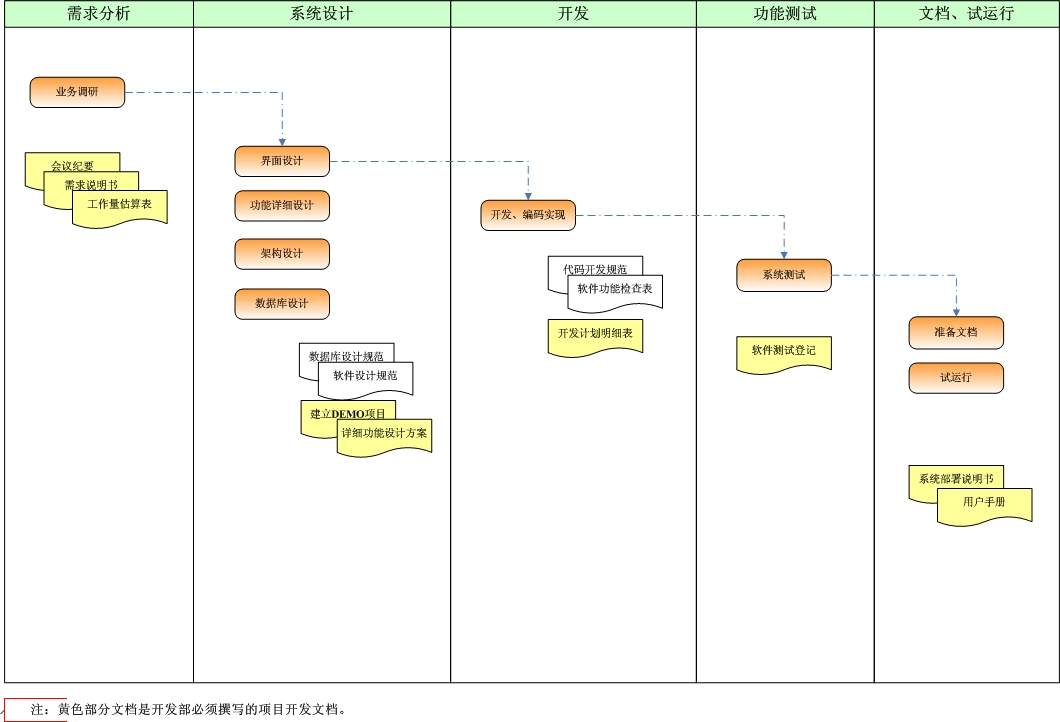 需求分析
系统设计
开发
功能测试
文档、试运行
业务调研
会议纪要
需求说明书
工作量估算表
界面设计
功能详细设计
架构设计
数据库设计
数据库设计规范
软件设计规范
建立DEMO项目
详细功能设计方案
开发、编码实现
代码开发规范
软件功能检查表
开发计划明细表
系统测试
软件测试登记
准备文档
试运行
系统部署说明书
用户手册
注：黄色部分文档是开发部必须撰写的项目开发文档。